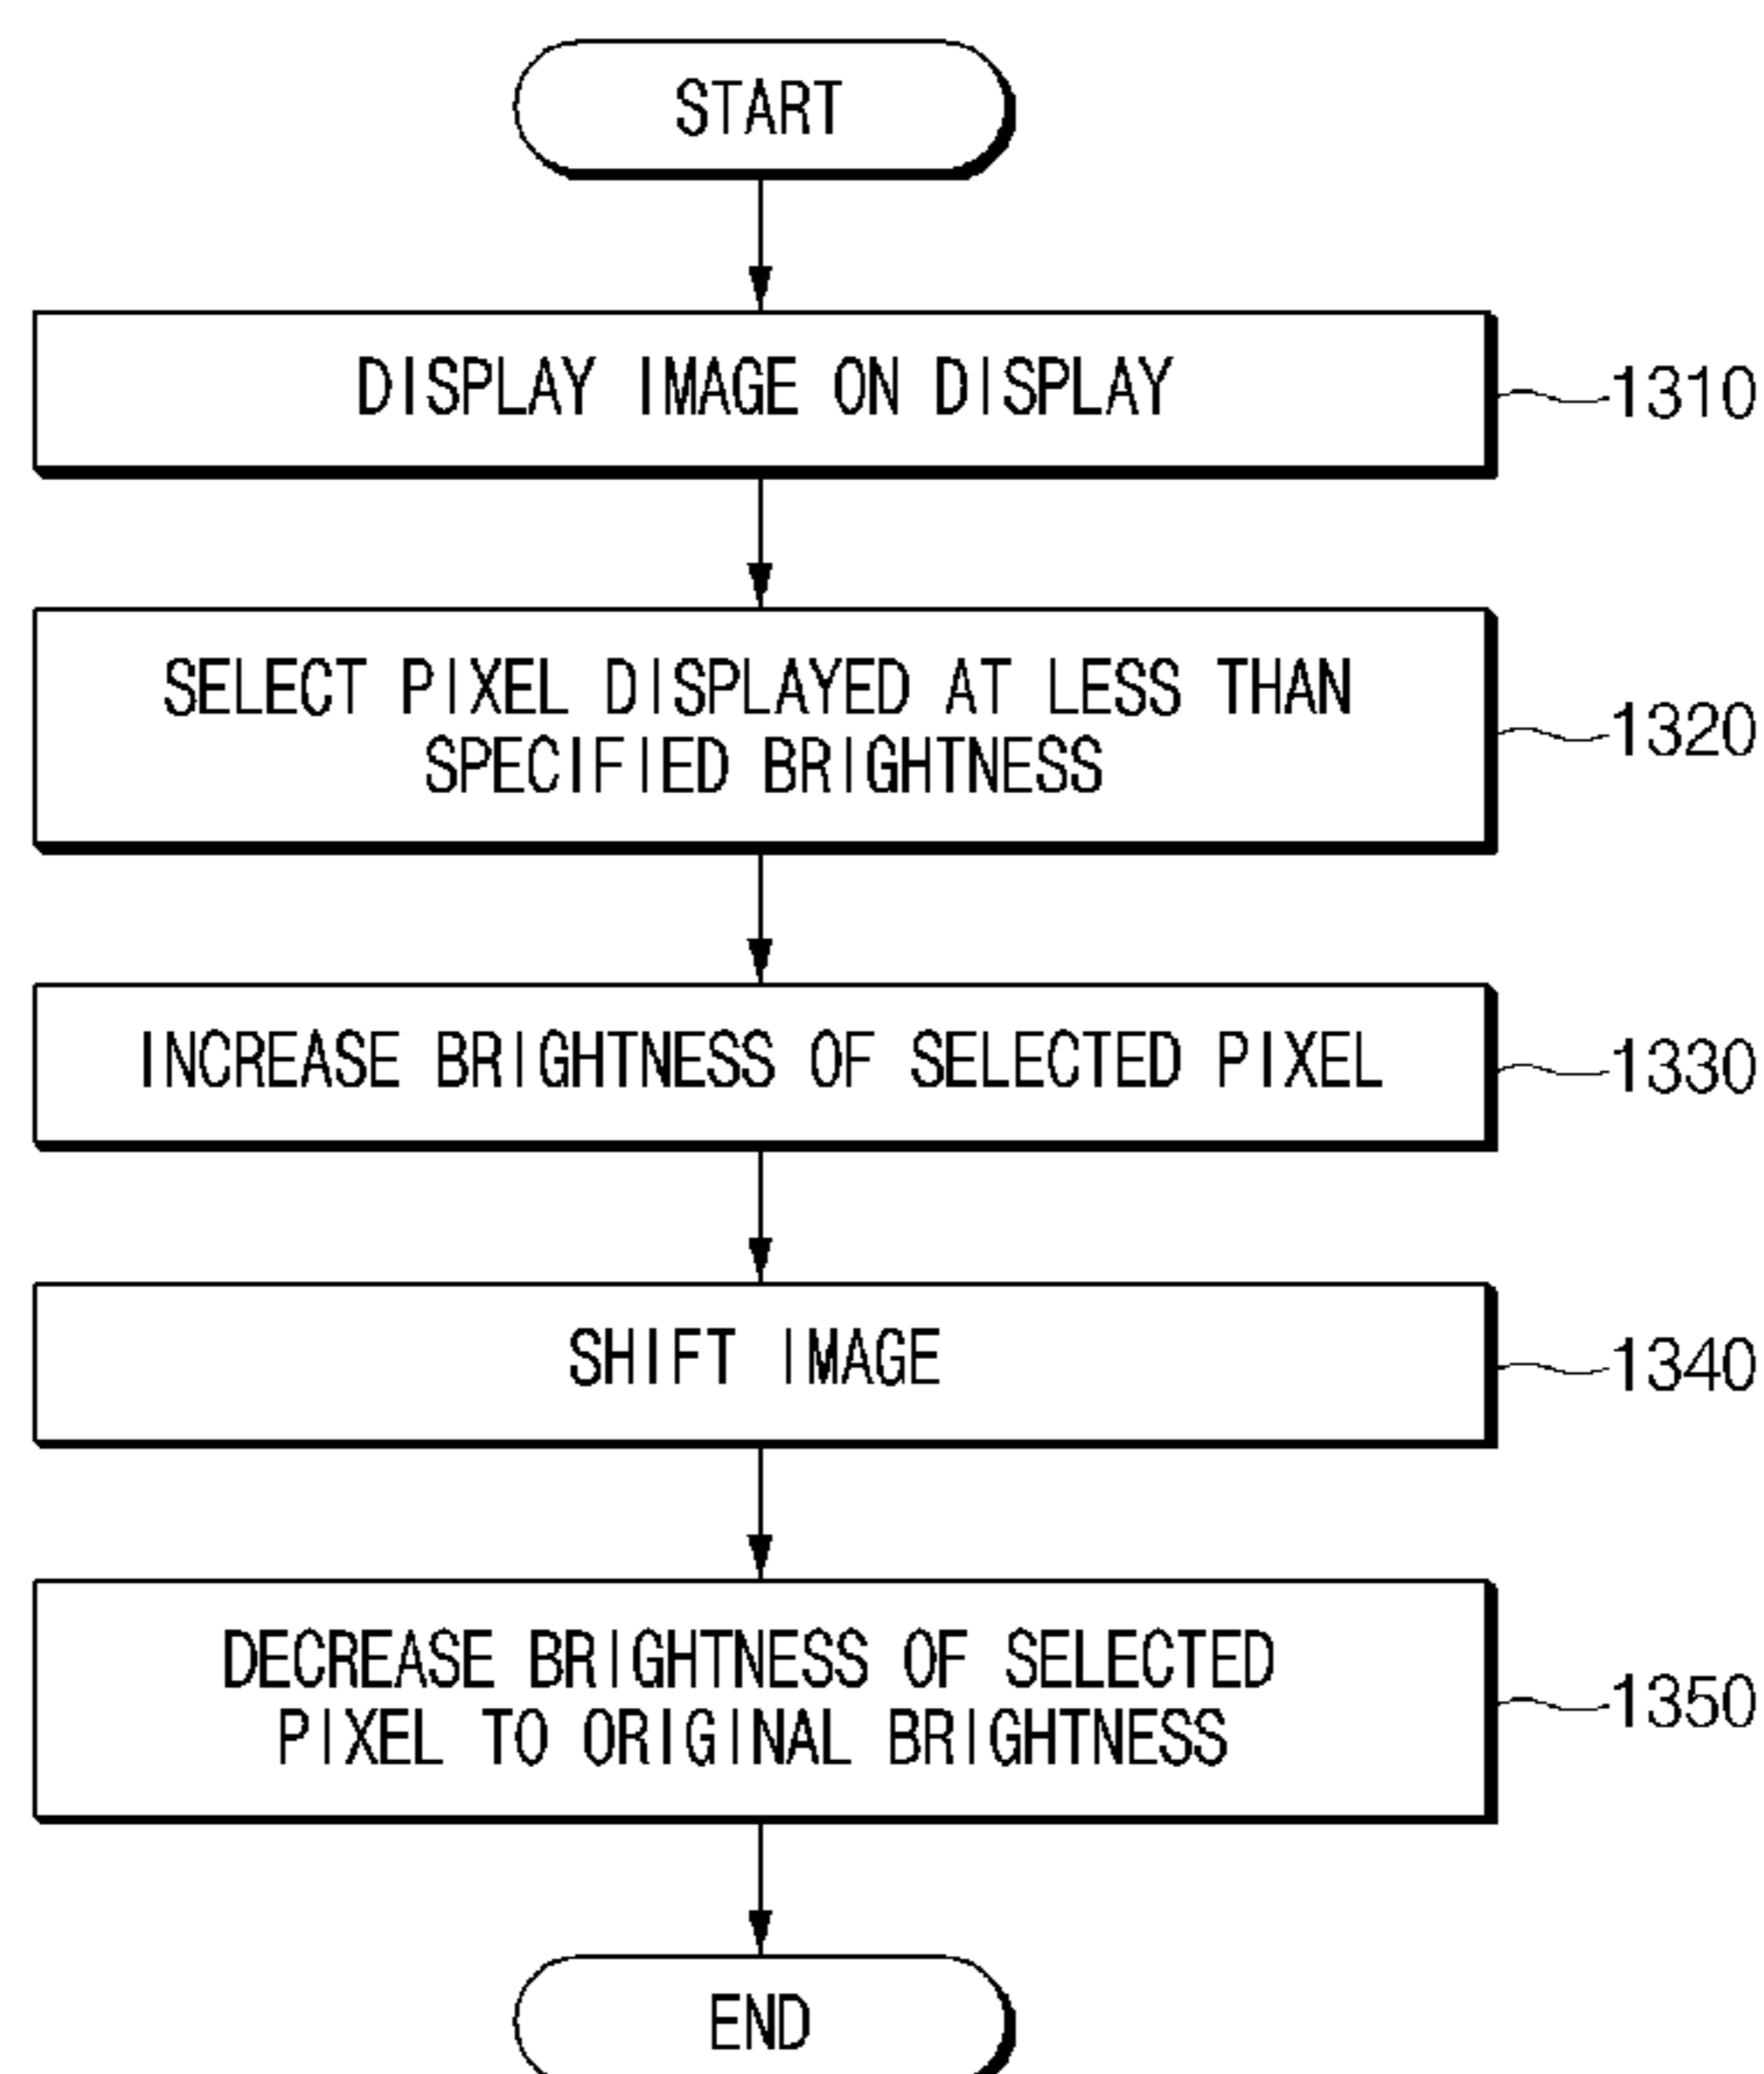 START
DISPLAY IMAGE ON DISPLAY
1310
SELECT PIXEL DISPLAYED AT LESS THAN
SPECIFIED BRIGHTNESS
1320
INCREASE BRIGHTNESS OF SELECTED PIXEL
1330
SHIFT IMAGE
1340
DECREASE BRIGHTNESS OF SELECTED
PIXEL TO ORIGINAL BRIGHTNESS
1350
END